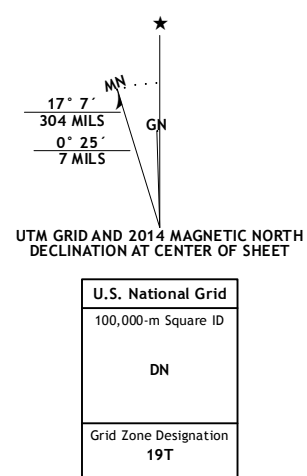 ★
MN
GN
17° 7´
304 MILS
0° 25´
7 MILS
UTM GRID AND 2014 MAGNETIC NORTH
DECLINATION AT CENTER OF SHEET
U.S. National Grid
100,000-m Square ID
DN
Grid Zone Designation
19T